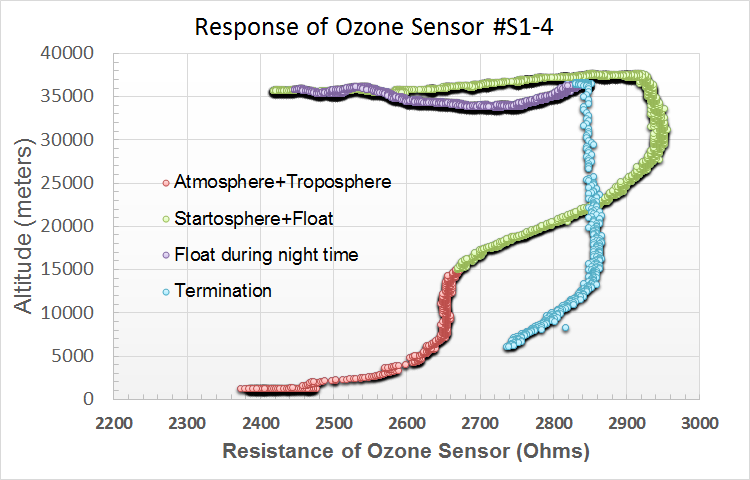 Response of Ozone Sensor #S1-4
40000
35000
30000
25000
20000
15000
10000
5000
0
Altitude (meters)
Atmosphere+Troposphere
Startosphere+Float
Float during night time
Termination
2200 2300 2400 2500 2600 2700 2800 2900 3000
Resistance of Ozone Sensor (Ohms)